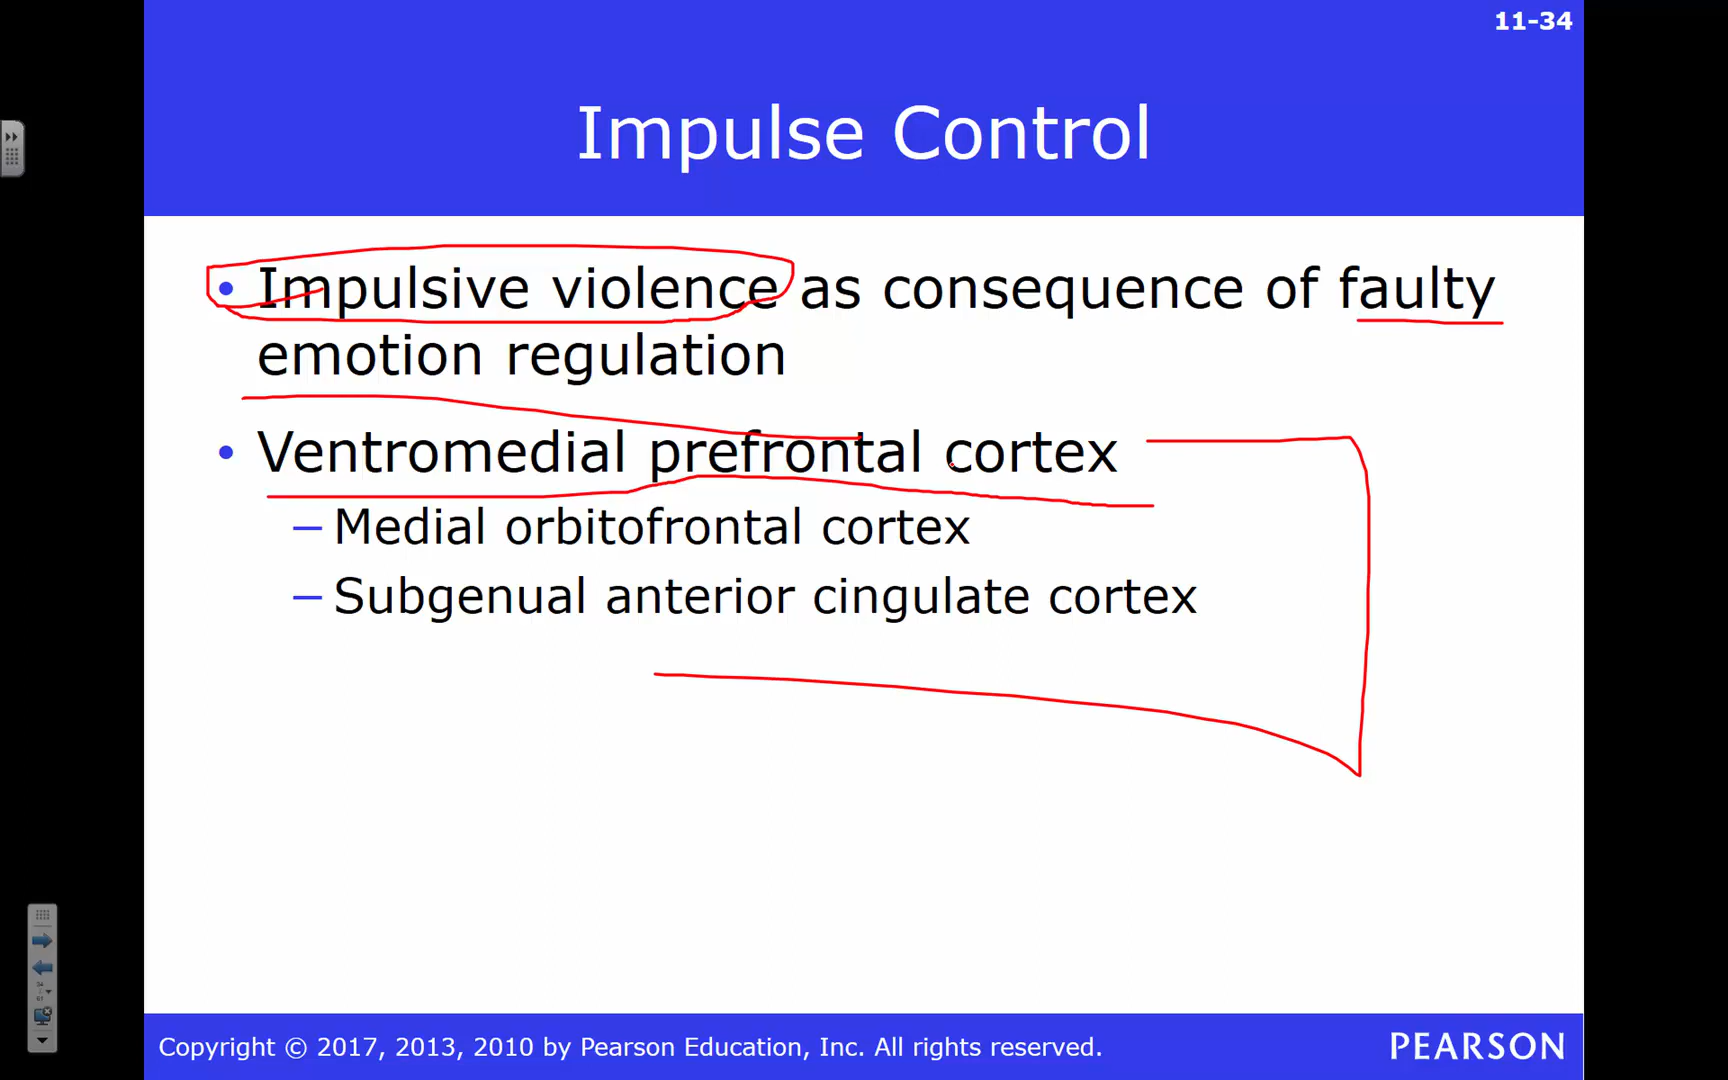 11-34
Impulse Control
• Impulsive violence as consequence of faulty
emotion regulation
• Ventromedial prefrontal cortex
– Medial orbitofrontal cortex
– Subgenual anterior cingulate cortex
Copyright © 2017, 2013, 2010 by Pearson Education, Inc. All rights reserved.
PEARSON